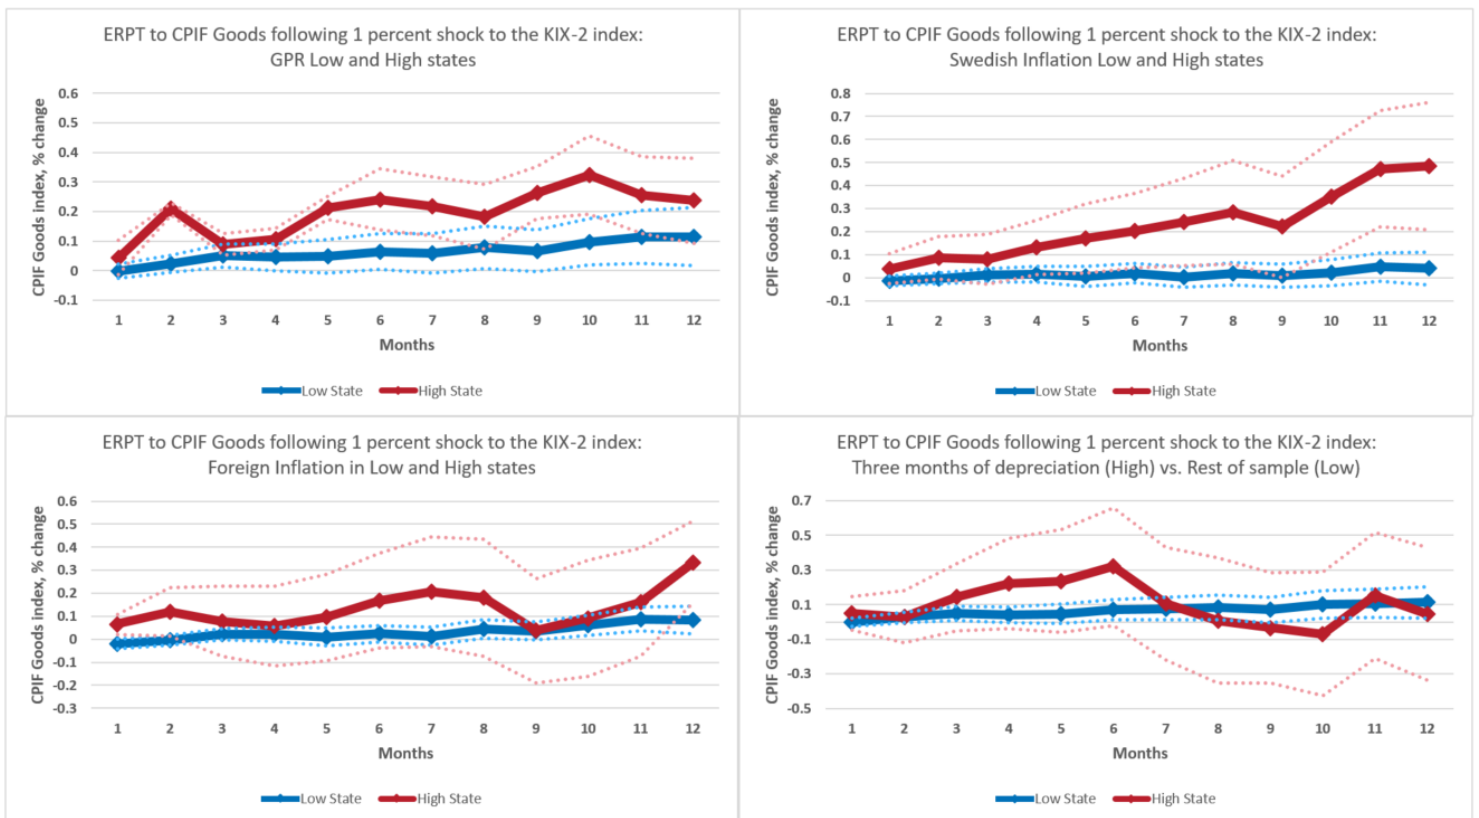 ERPT to CPIF Goods following 1 percent shock to the KIX-2 index:
GPR Low and High states
CPIF Goods index, % change
0.6
0.5
0.4
0.3
0.2
0.1
0
-0.1
1 2 3 4 5 6 7 8 9 10 11 12
Months
Low State High State
ERPT to CPIF Goods following 1 percent shock to the KIX-2 index:
Swedish Inflation Low and High states
CPIF Goods index, % change
0.8
0.7
0.6
0.5
0.4
0.3
0.2
0.1
0
-0.1
1 2 3 4 5 6 7 8 9 10 11 12
Months
Low State High State
ERPT to CPIF Goods following 1 percent shock to the KIX-2 index:
Foreign Inflation in Low and High states
CPIF Goods index, % change
0.6
0.5
0.4
0.3
0.2
0.1
0
-0.1
-0.2
-0.3
1 2 3 4 5 6 7 8 9 10 11 12
Months
Low State High State
ERPT to CPIF Goods following 1 percent shock to the KIX-2 index:
Three months of depreciation (High) vs. Rest of sample (Low)
CPIF Goods index, % change
0.7
0.5
0.3
0.1
-0.1
-0.3
-0.5
1 2 3 4 5 6 7 8 9 10 11 12
Months
Low State High State